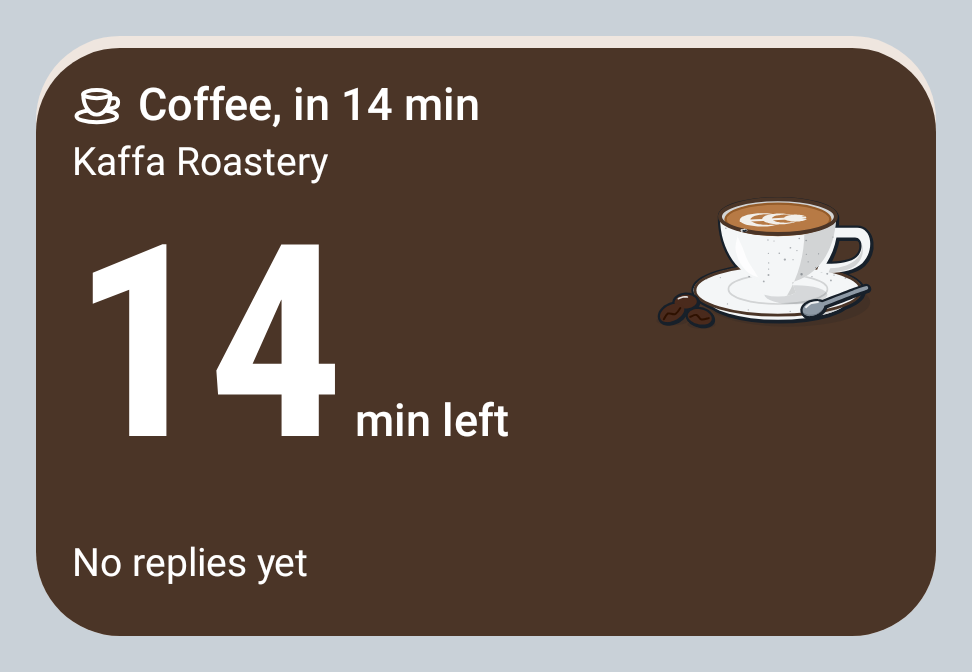 Coffee, in 14 min
Kaffa Roastery
14 min left
No replies yet